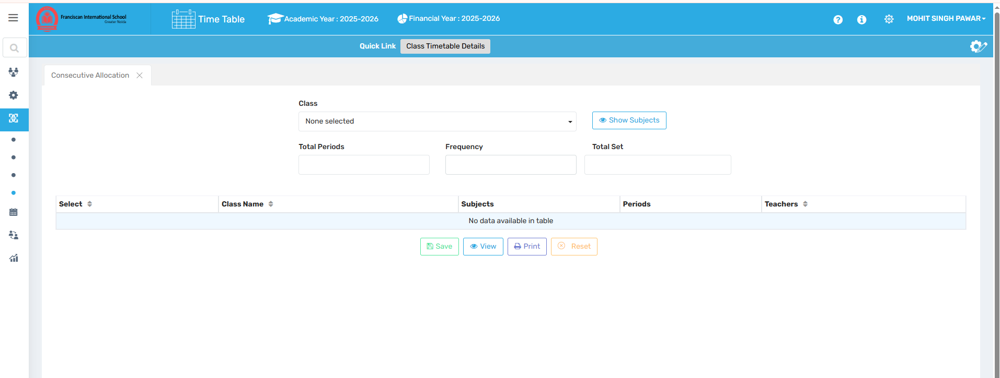 Franciscan International School
Greater Noida
Time Table
Academic Year : 2025-2026
Financial Year : 2025-2026
MOHIT SINGH PAWAR
Quick Link
Class Timetable Details
Consecutive Allocation
Class
None selected
Show Subjects
Total Periods
Frequency
Total Set
Select
Class Name
Subjects
Periods
Teachers
No data available in table
Save
View
Print
Reset